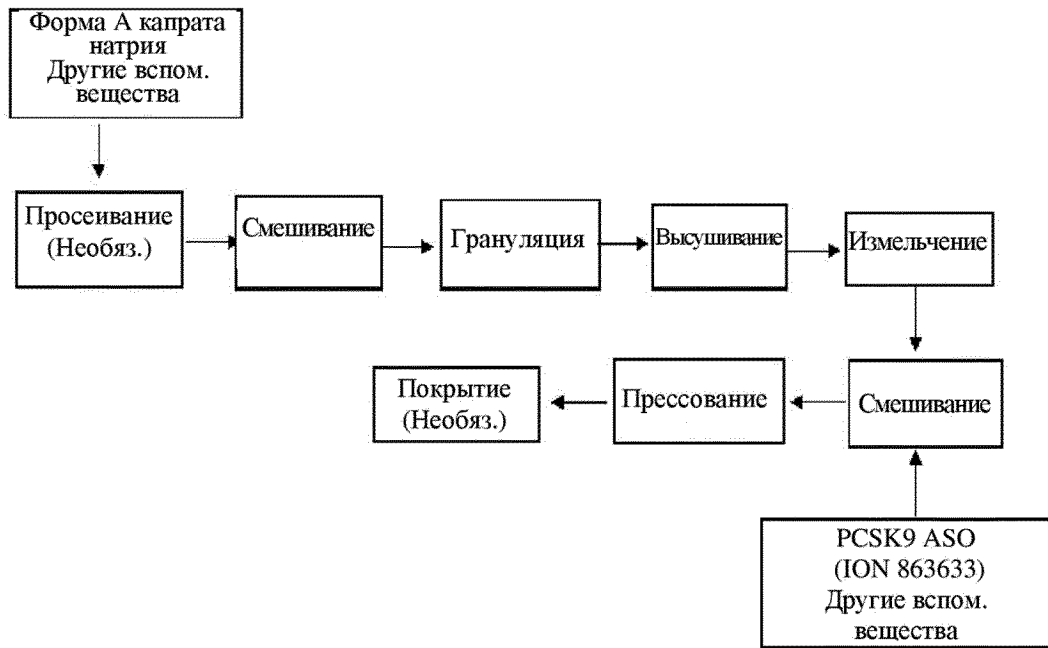 Форма А капрата
натрия
Другие вспом.
вещества
Просеивание
(Необяз.)
Смешивание
Грануляция
Высушивание
Измельчение
Покрытие
(Необяз.)
Прессование
Смешивание
PCSK9 ASO
(ION 863633)
Другие вспом.
вещества